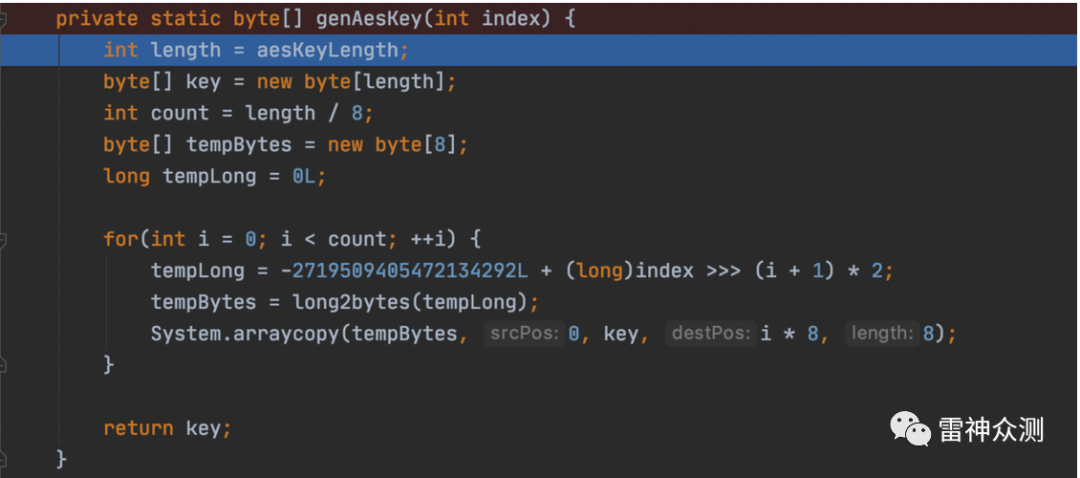 private static byte[] genAesKey(int index) {
int length = aesKeyLength;
byte[] key = new byte[length];
int count = length / 8;
byte[] tempBytes = new byte[8];
long tempLong = 0L;
for(int i = 0; i < count; ++i) {
tempLong = -2719509405472134292L + (long)index >>> (i + 1) * 2;
tempBytes = long2bytes(tempLong);
System.arraycopy(tempBytes, srcPos: 0, key, destPos: i * 8, length: 8);
}
return key;
雷神众测
}